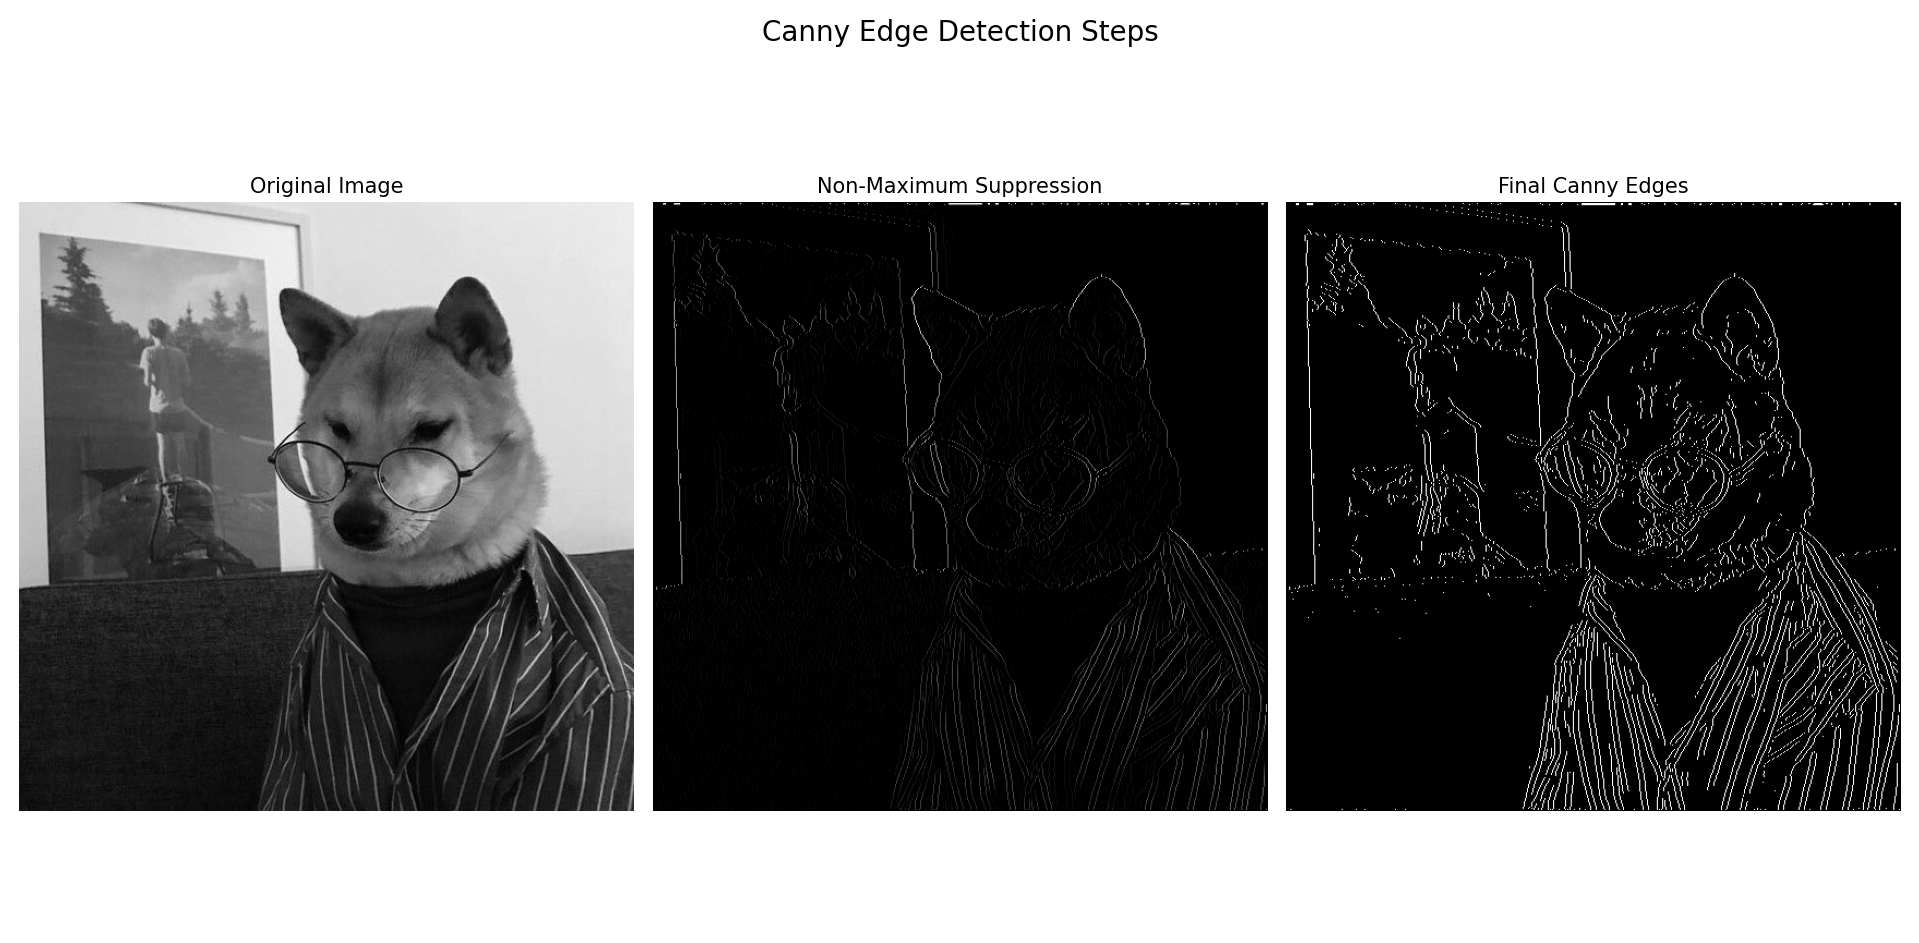 Canny Edge Detection Steps
Original Image
Non-Maximum Suppression
Final Canny Edges